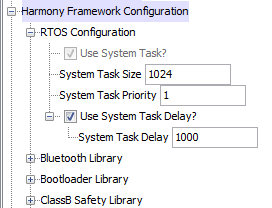 Harmony Framework Configuration
RTOS Configuration
Use System Task?
System Task Size 1024
System Task Priority 1
Use System Task Delay?
System Task Delay 1000
Bluetooth Library
Bootloader Library
ClassB Safety Library